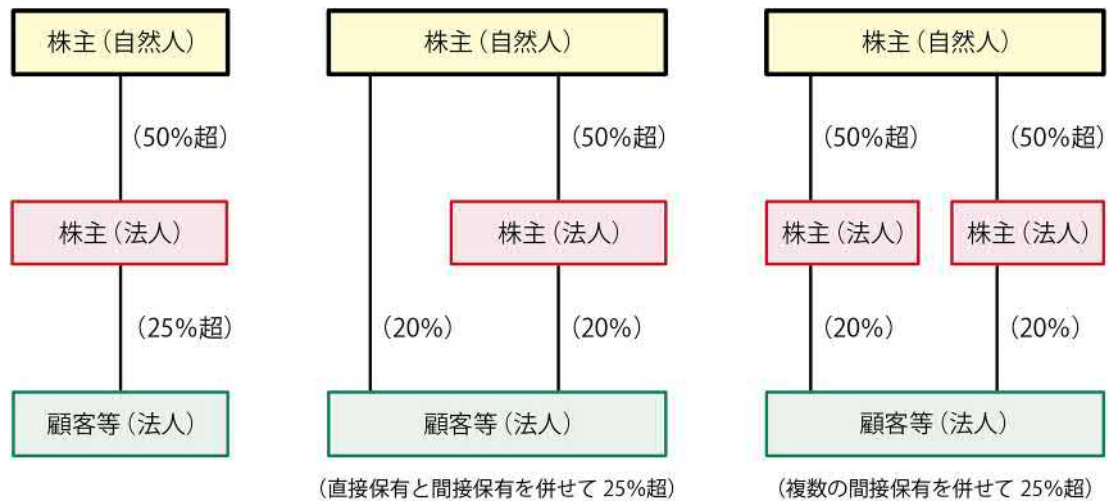 株主（自然人）
（50%超）
株主（法人）
（25%超）
顧客等（法人）
株主（自然人）
（50%超）
株主（法人）
（20%）
（20%）
顧客等（法人）
（直接保有と間接保有を併せて 25%超）
株主（自然人）
（50%超）
（50%超）
株主（法人）
株主（法人）
（20%）
（20%）
顧客等（法人）
（複数の間接保有を併せて 25%超）